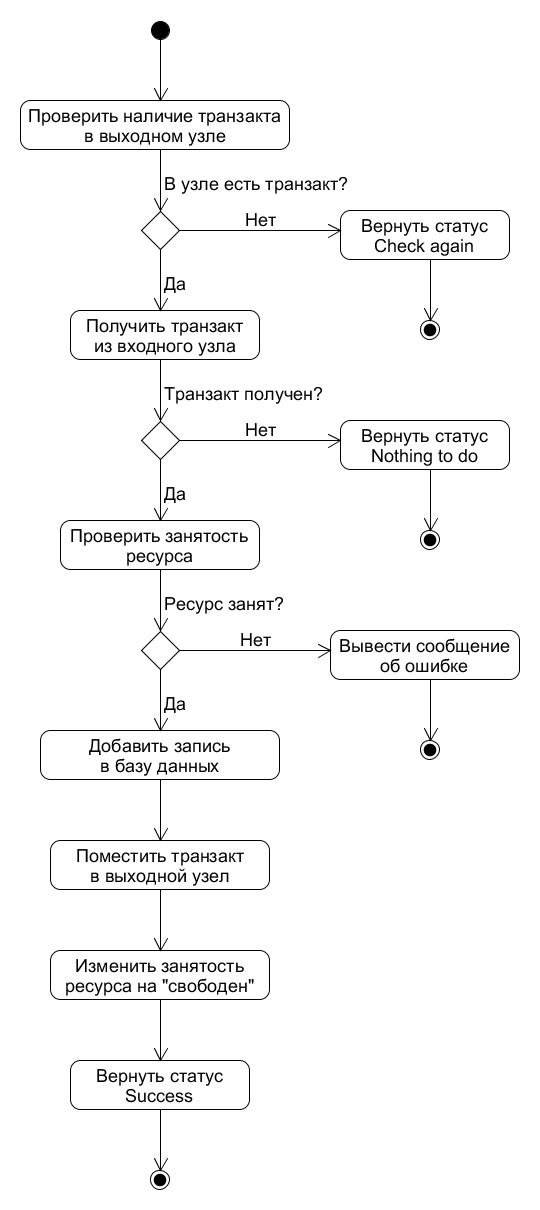 Проверить наличие транзакта
в выходном узле
В узле есть транзакт?
Нет
Вернуть статус
Check again
Да
Получить транзакт
из входного узла
Транзакт получен?
Нет
Вернуть статус
Nothing to do
Да
Проверить занятость
ресурса
Ресурс занят?
Нет
Вывести сообщение
об ошибке
Да
Добавить запись
в базу данных
Поместить транзакт
в выходной узел
Изменить занятость
ресурса на "свободен"
Вернуть статус
Success